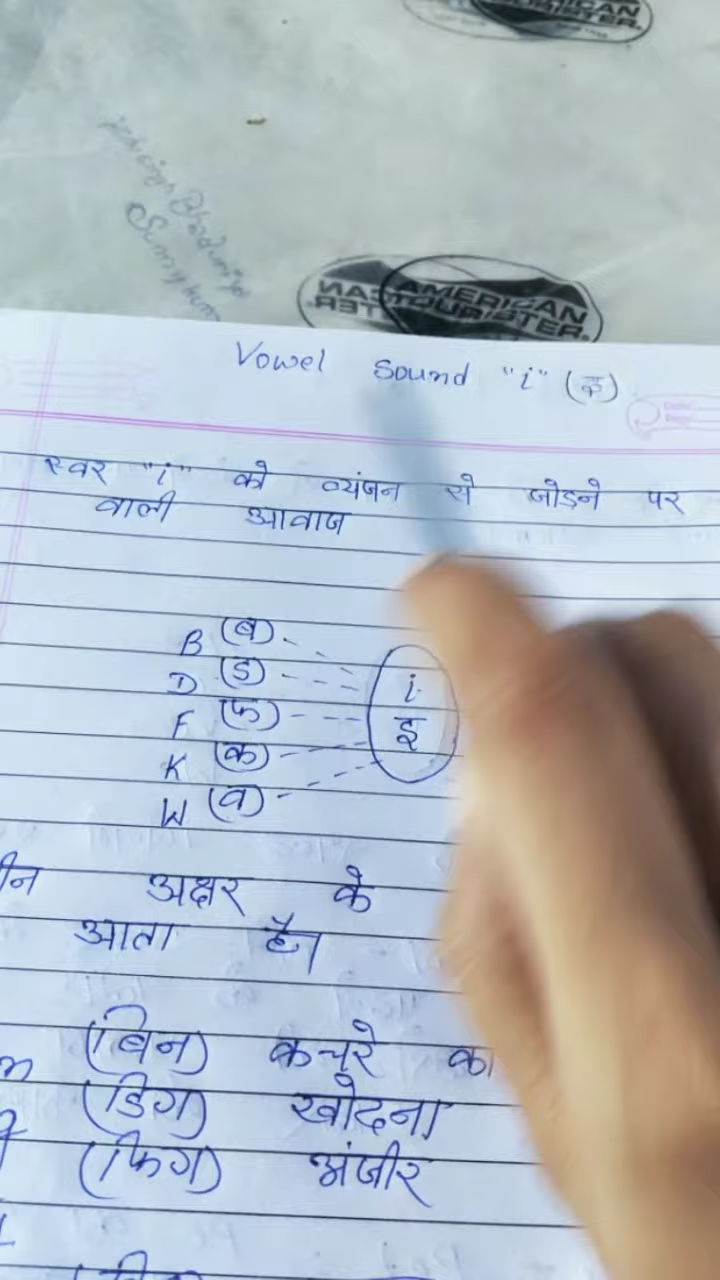 AMERICAN
TOURISTER.
Vowel Sound "i" (इ)
स्वर "i" को व्यंजन से जोड़ने पर
वाली आवाज
B (ब)
D (ड)
F (फ)
K (क)
W (व)
i
इ
अक्षर के
आता है।
(बिन) कचरे का
(डिग) खोदना
(फिग) अंजीर